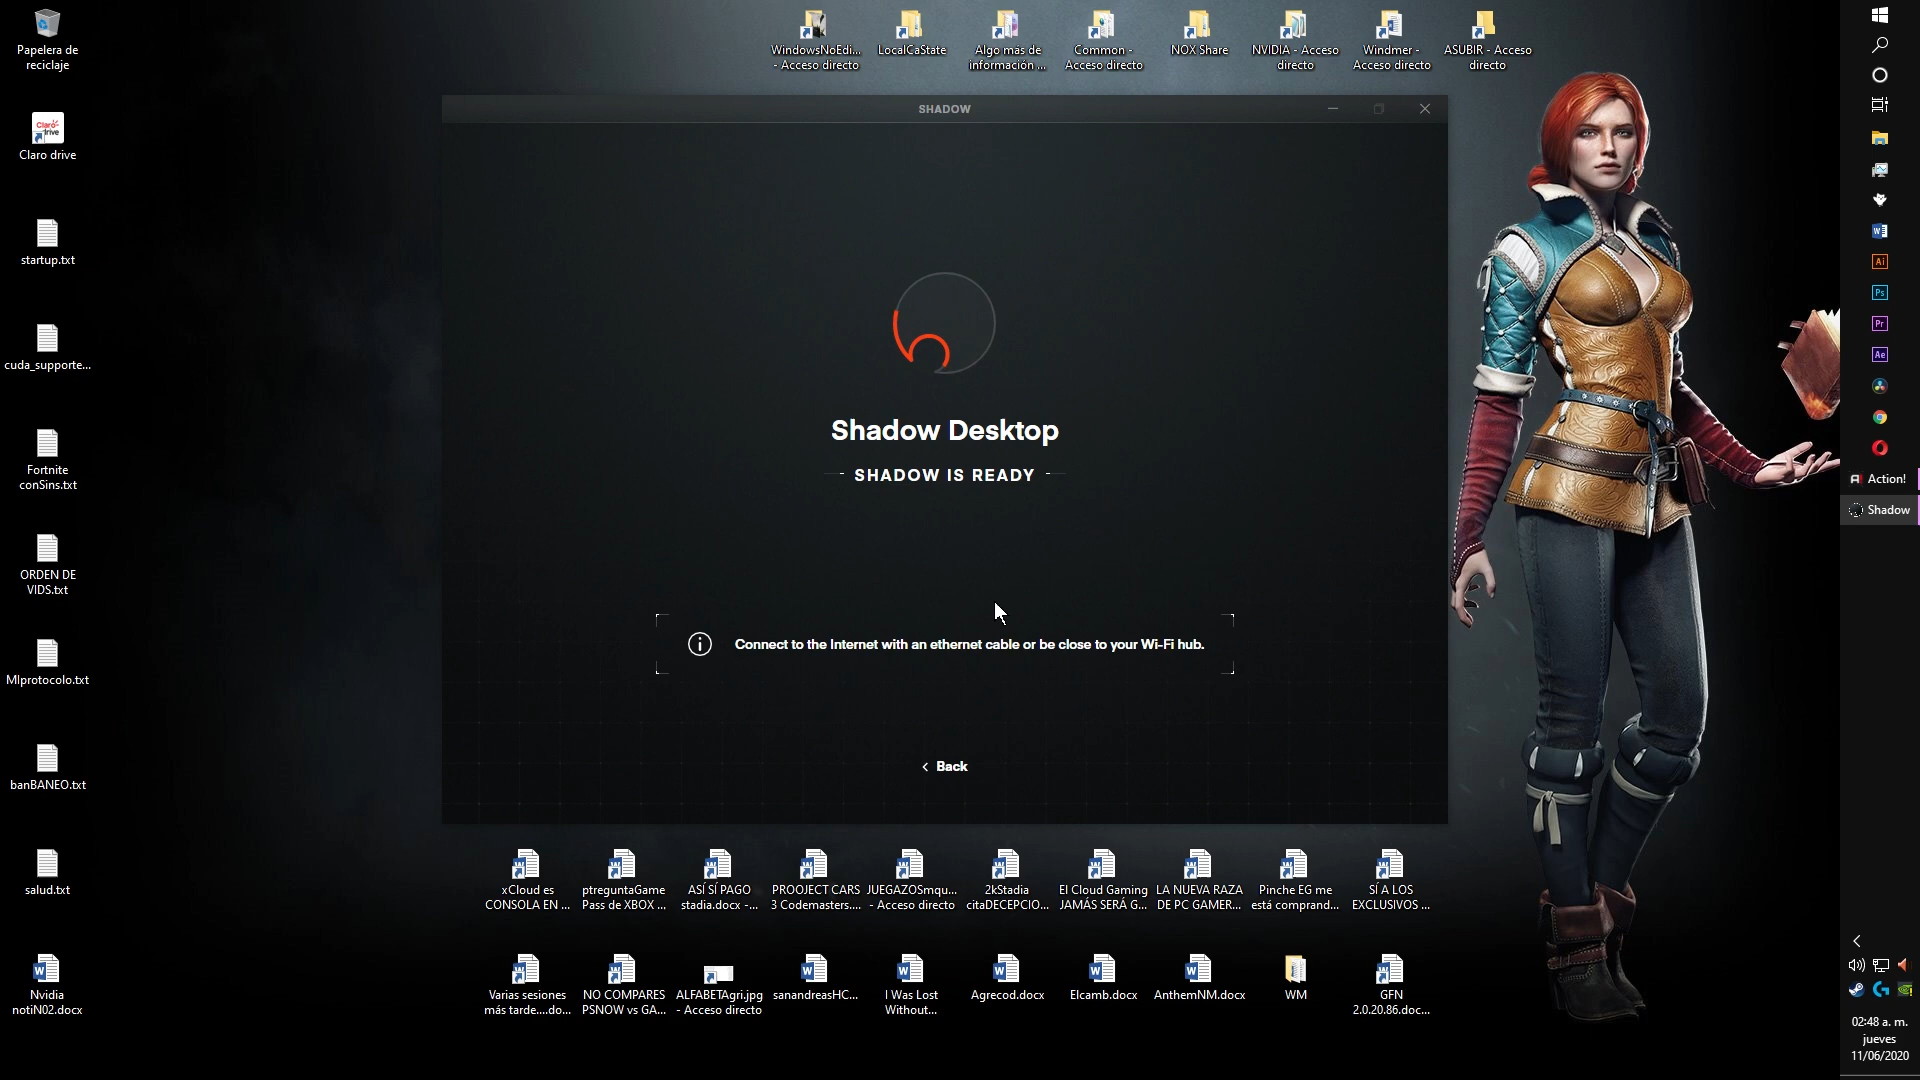 Papelera de
reciclaje
Claro drive
Claro
drive
startup.txt
cuda_supporte...
Fortnite
conSins.txt
ORDEN DE
VIDS.txt
MIprotocolo.txt
banBANEO.txt
salud.txt
Nvidia
notiN02.docx
WindowsNoEdi...
- Acceso directo
LocalCaState
Algo mas de
información ...
Common -
Acceso directo
NOX Share
NVIDIA - Acceso
directo
Windmer -
Acceso directo
ASUBIR - Acceso
directo
SHADOW
Shadow Desktop
- SHADOW IS READY -
Connect to the Internet with an ethernet cable or be close to your Wi-Fi hub.
Back
xCloud es
CONSOLA EN ...
ptreguntaGame
Pass de XBOX ...
ASÍ SÍ PAGO
stadia.docx -...
PROOJECT CARS
3 Codemasters....
JUEGAZOSmqu...
- Acceso directo
2kStadia
citaDECEPCIO...
El Cloud Gaming
JAMÁS SERÁ G...
LA NUEVA RAZA
DE PC GAMER...
Pinche EG me
está comprand...
SÍ A LOS
EXCLUSIVOS ...
Varias sesiones
más tarde....do...
NO COMPARES
PSNOW vs GA...
ALFABETAgri.jpg
- Acceso directo
sanandreasHC...
I Was Lost
Without...
Agrecod.docx
Elcamb.docx
AnthemNM.docx
WM
GFN
2.0.20.86.doc...
Ai
Ps
Pr
Ae
Action!
Shadow
02:48 a. m.
jueves
11/06/2020